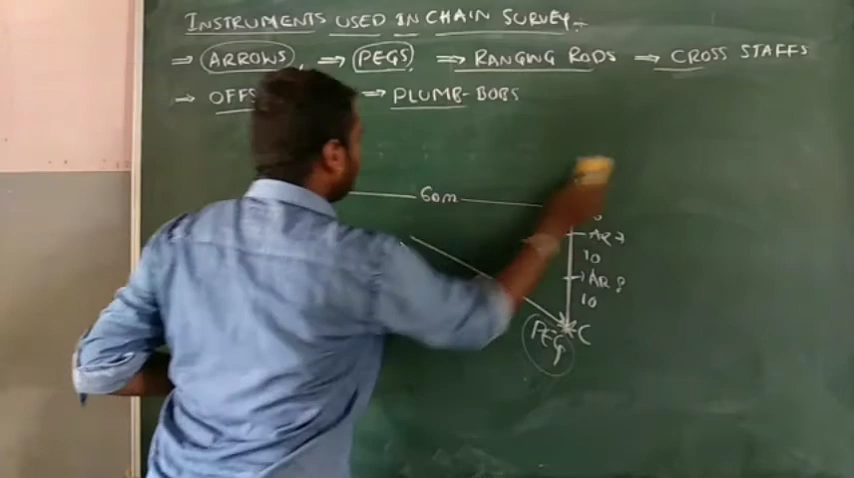 INSTRUMENTS USED IN CHAIN SURVEY:-
⇒ ARROWS, ⇒ PEGS ⇒ RANGING RODS ⇒ CROSS STAFFS
⇒ OFFS ⇒ PLUMB-BOBS
60m
AR 7
10
AR 8
10
PEG C